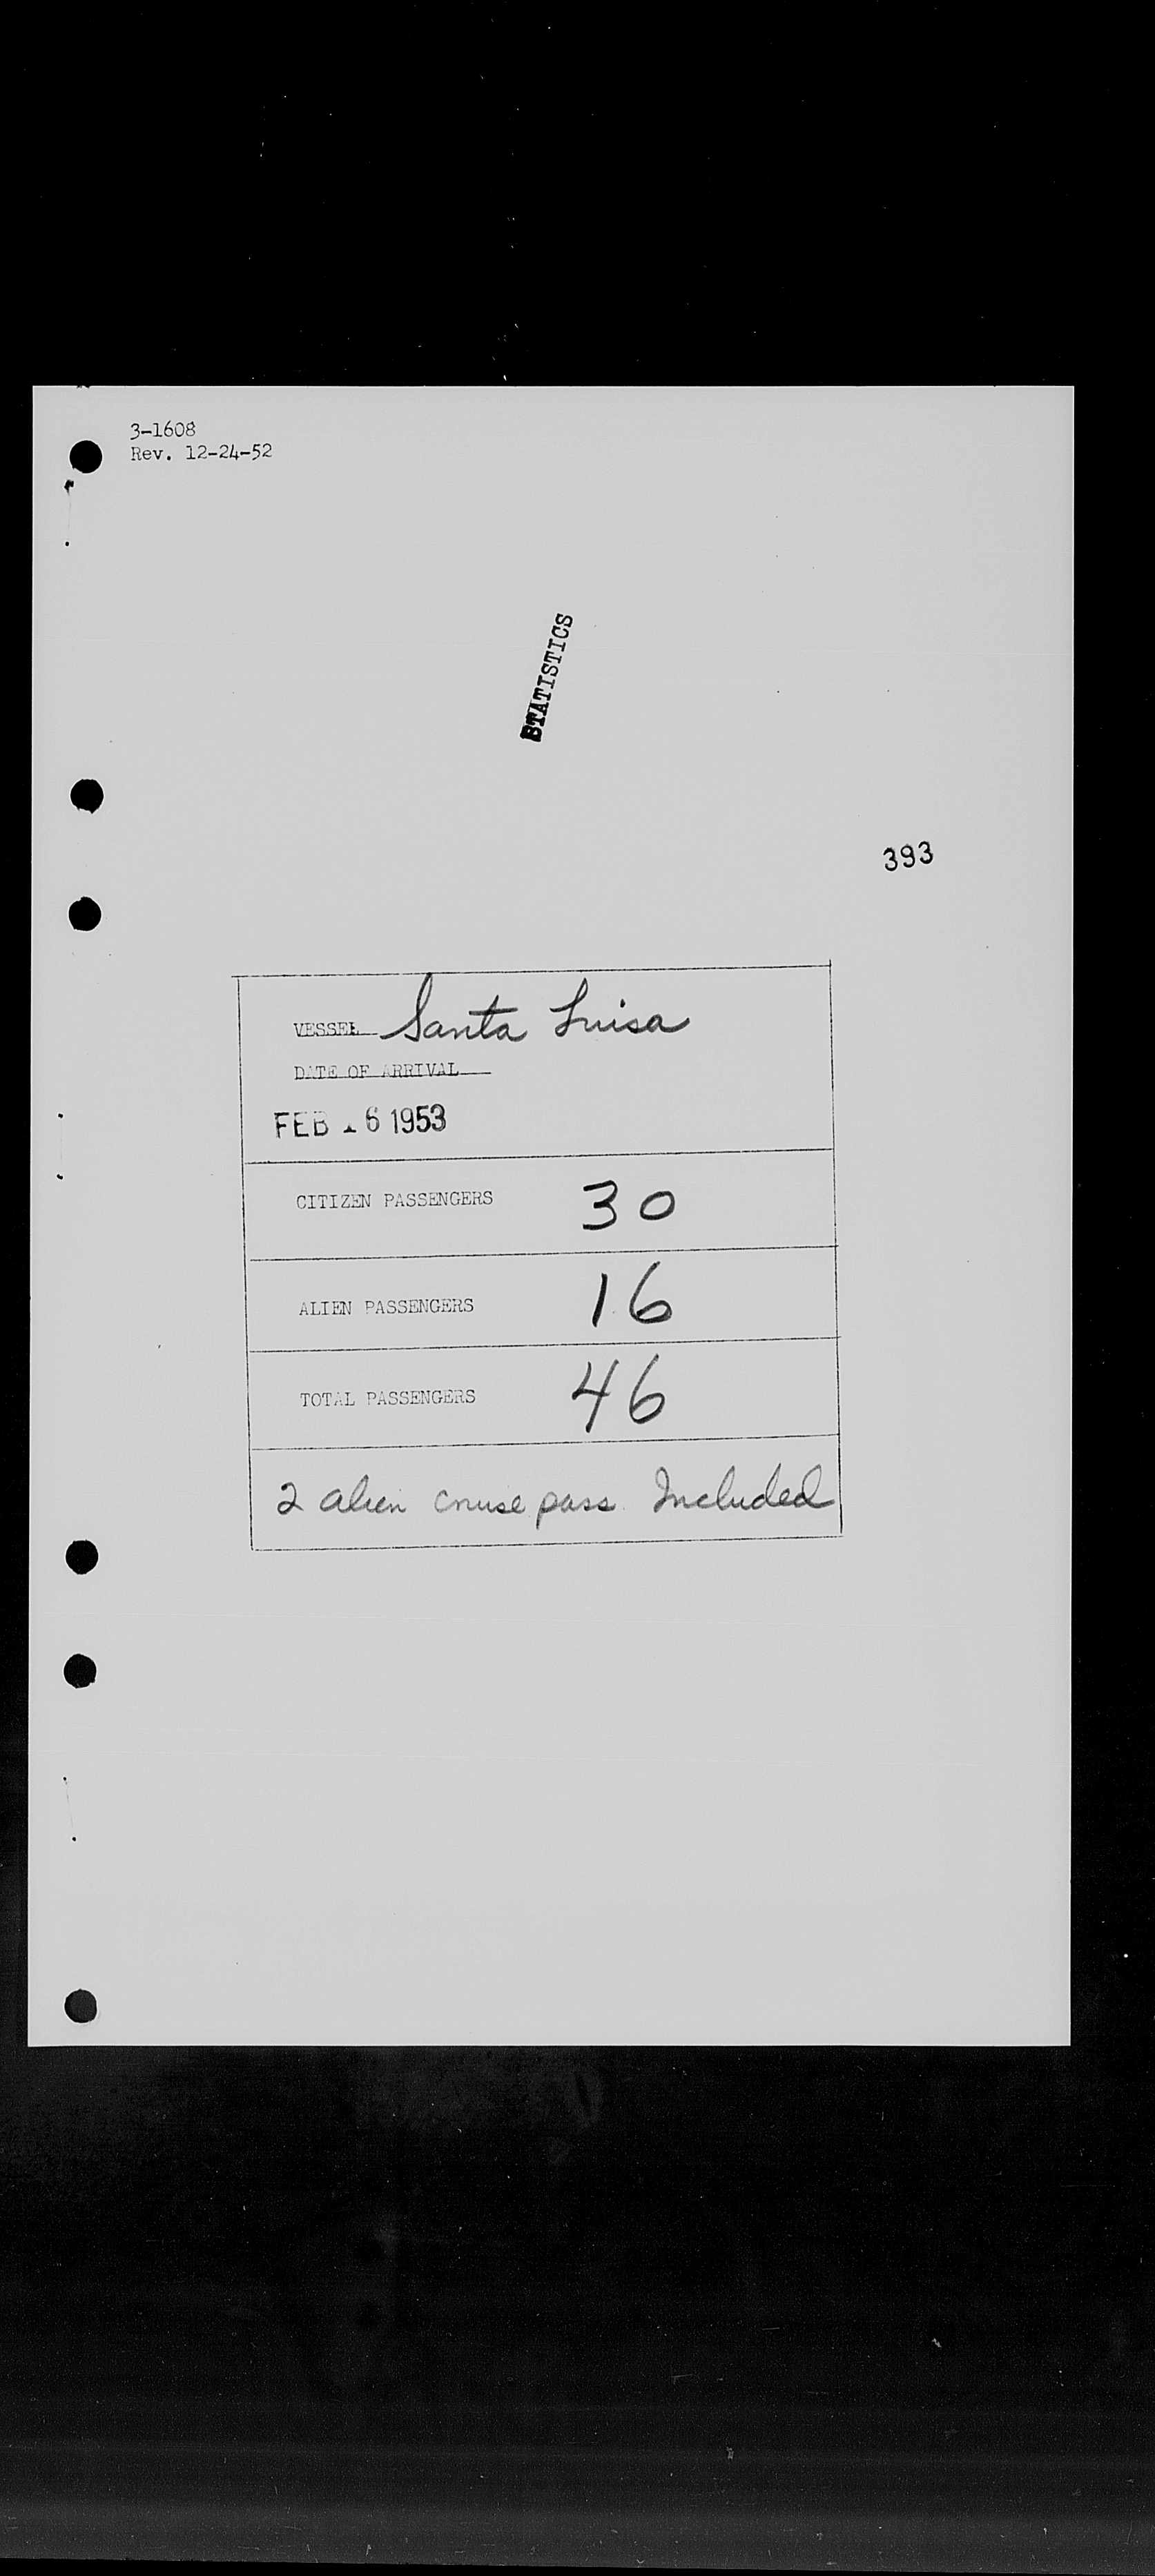 3-1608
Rev. 12-24-52
STATISTICS
393
VESSEL Santa Luisa
DATE OF ARRIVAL
FEB 16 1953
CITIZEN PASSENGERS 30
ALIEN PASSENGERS 16
TOTAL PASSENGERS 46
2 alien cruise pass. Included